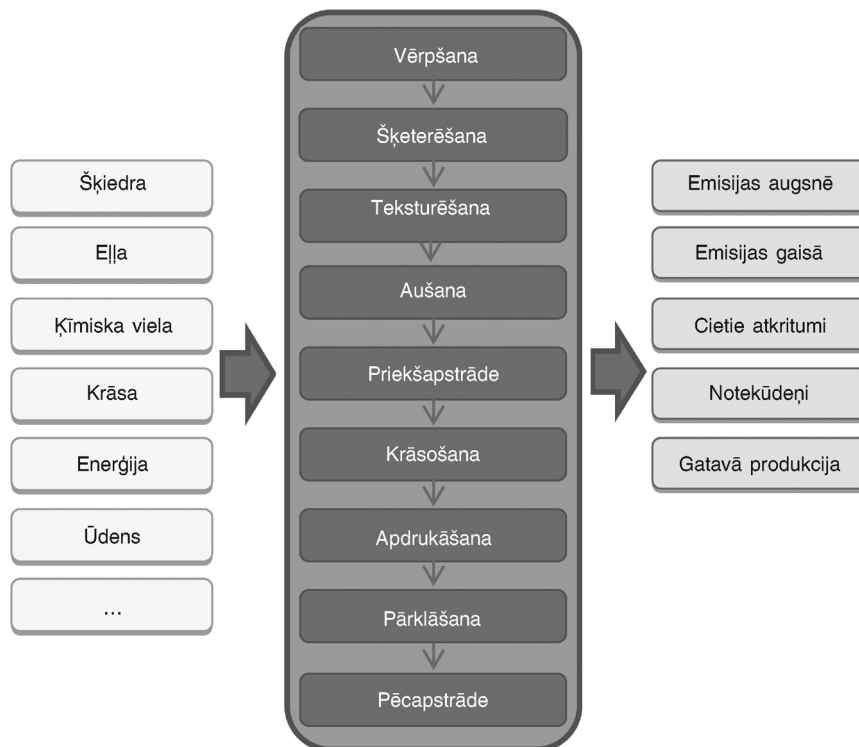 Šķiedra
Eļļa
Ķīmiska viela
Krāsa
Enerģija
Ūdens
...
Vērpšana
Šķeterēšana
Teksturēšana
Aušana
Priekšapstrāde
Krāsošana
Apdrukāšana
Pārklāšana
Pēcapstrāde
Emisijas augsnē
Emisijas gaisā
Cietie atkritumi
Notekūdeņi
Gatavā produkcija